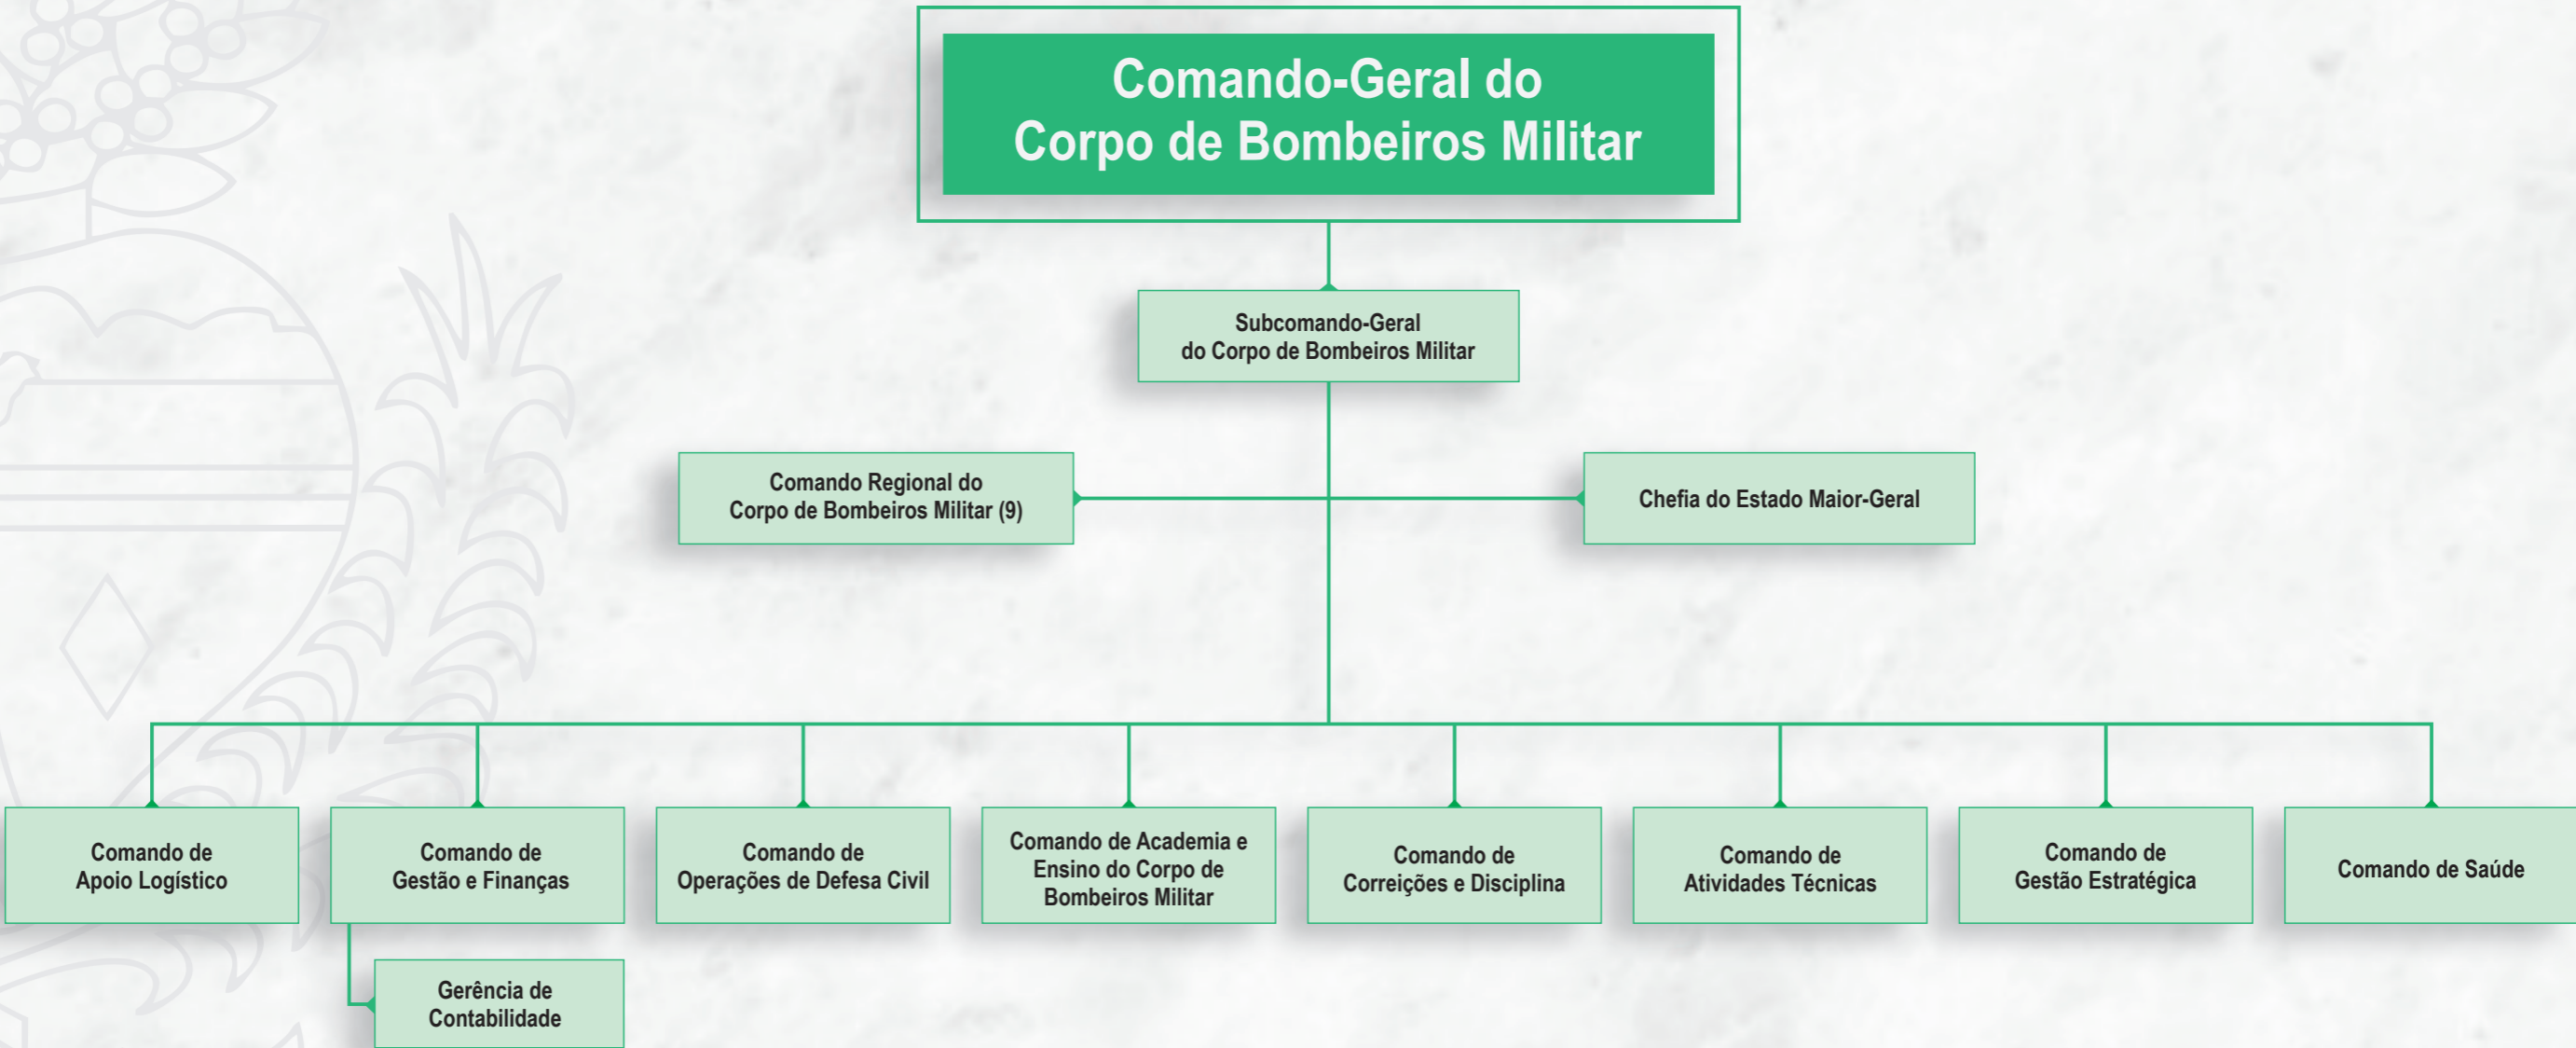 Comando-Geral do
Corpo de Bombeiros Militar
Subcomando-Geral
do Corpo de Bombeiros Militar
Comando Regional do
Corpo de Bombeiros Militar (9)
Chefia do Estado Maior-Geral
Comando de
Apoio Logístico
Comando de
Gestão e Finanças
Comando de
Operações de Defesa Civil
Comando de Academia e
Ensino do Corpo de
Bombeiros Militar
Comando de
Correições e Disciplina
Comando de
Atividades Técnicas
Comando de
Gestão Estratégica
Comando de Saúde
Gerência de
Contabilidade